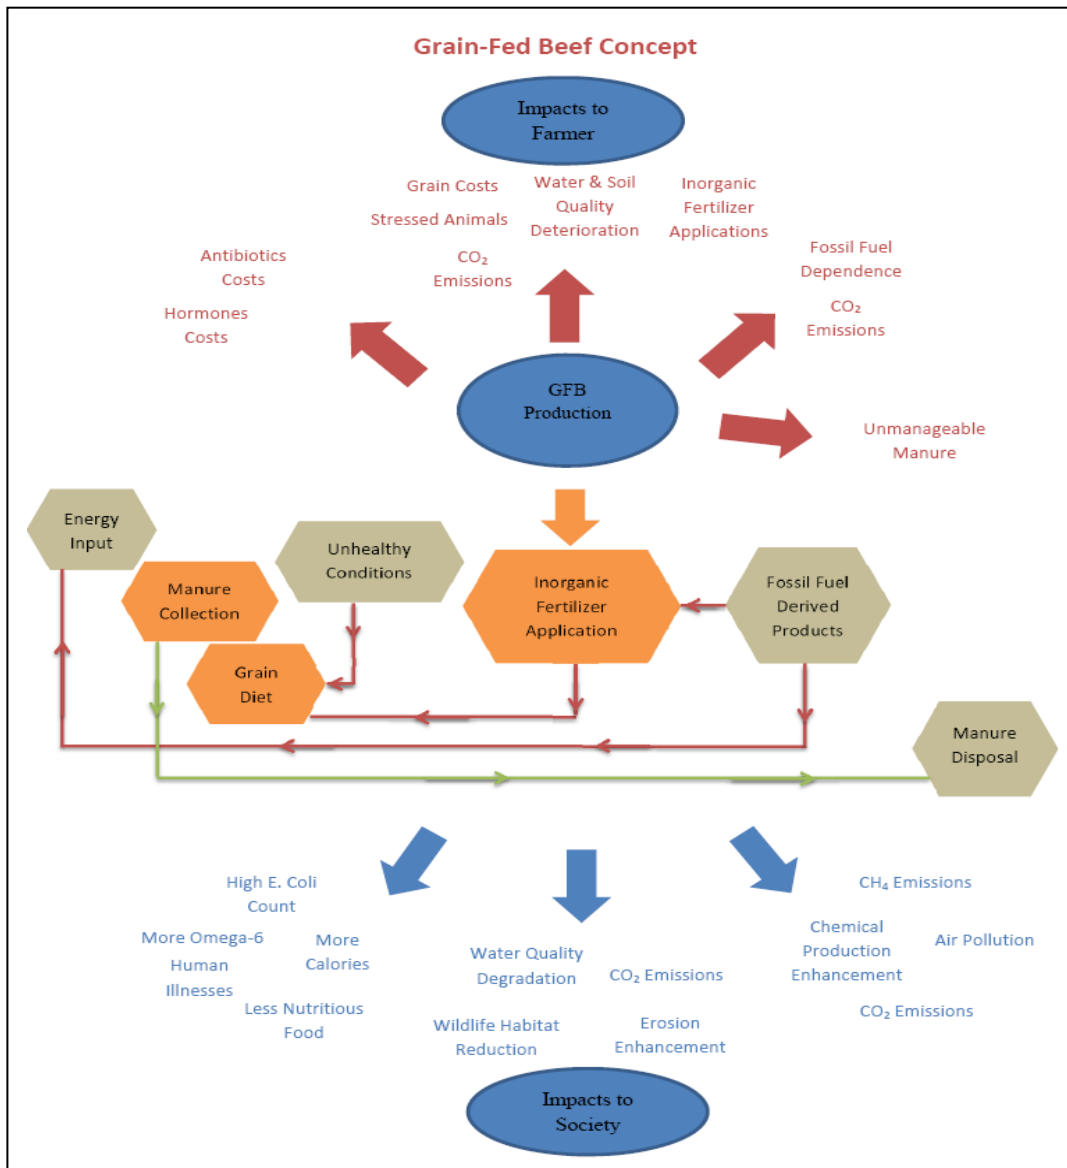 Grain-Fed Beef Concept
Impacts to
Farmer
Grain Costs
Stressed Animals
CO₂
Emissions
Water & Soil
Quality
Deterioration
Inorganic
Fertilizer
Applications
Antibiotics
Costs
Hormones
Costs
Fossil Fuel
Dependence
CO₂
Emissions
GFB
Production
Unmanageable
Manure
Energy
Input
Manure
Collection
Unhealthy
Conditions
Grain
Diet
Inorganic
Fertilizer
Application
Fossil Fuel
Derived
Products
Manure
Disposal
High E. Coli
Count
More Omega-6
Human
Illnesses
More
Calories
Less Nutritious
Food
Water Quality
Degradation
CO₂ Emissions
Wildlife Habitat
Reduction
Erosion
Enhancement
CH₄ Emissions
Chemical
Production
Enhancement
Air Pollution
CO₂ Emissions
Impacts to
Society